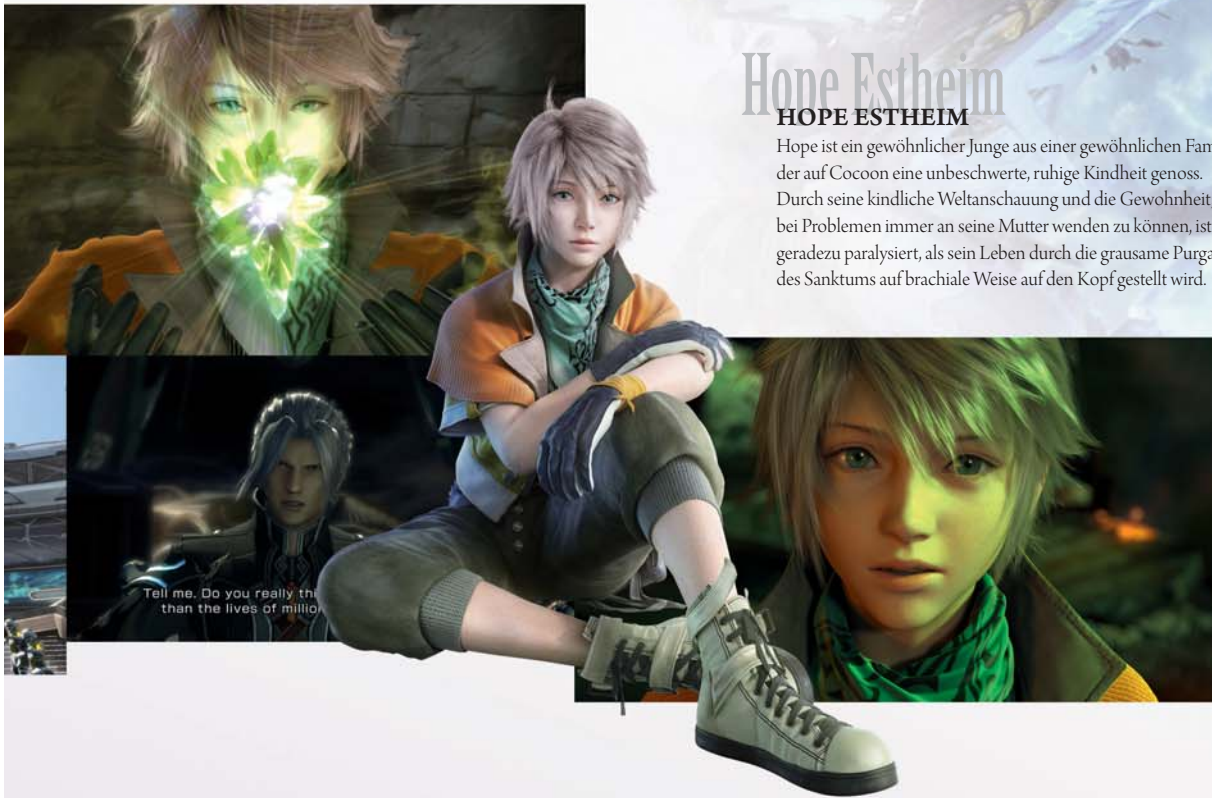 Hope Estheim
HOPE ESTHEIM
Hope ist ein gewöhnlicher Junge aus einer gewöhnlichen
der auf Cocoon eine unbeschwerte, ruhige Kindheit genoss.
Durch seine kindliche Weltanschauung und die Gewohnheit,
bei Problemen immer an seine Mutter wenden zu können, ist
geradezu paralysiert, als sein Leben durch die grausame
des Sanktums auf brachiale Weise auf den Kopf gestellt wird.
Tell me. Do you really
than the lives of